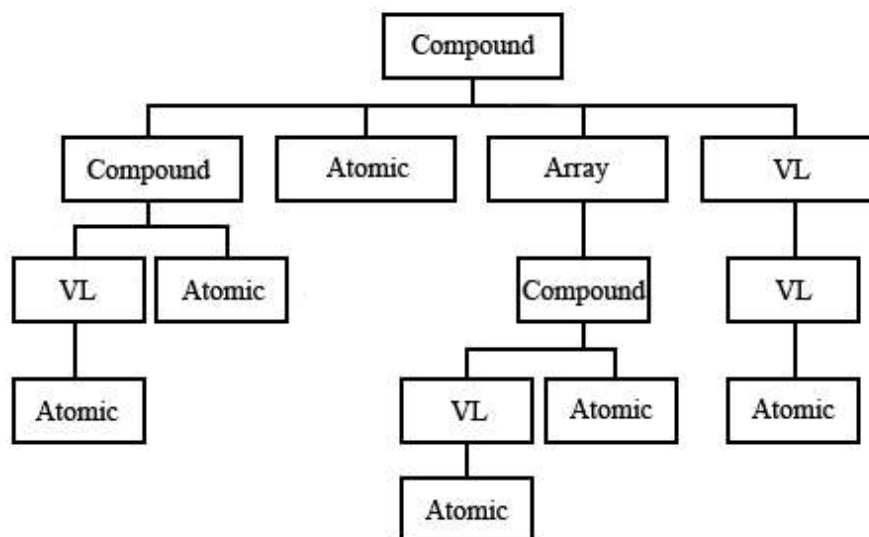 Compound
Compound
Atomic
Array
VL
VL
Atomic
Compound
VL
Atomic
VL
Atomic
Atomic
Atomic